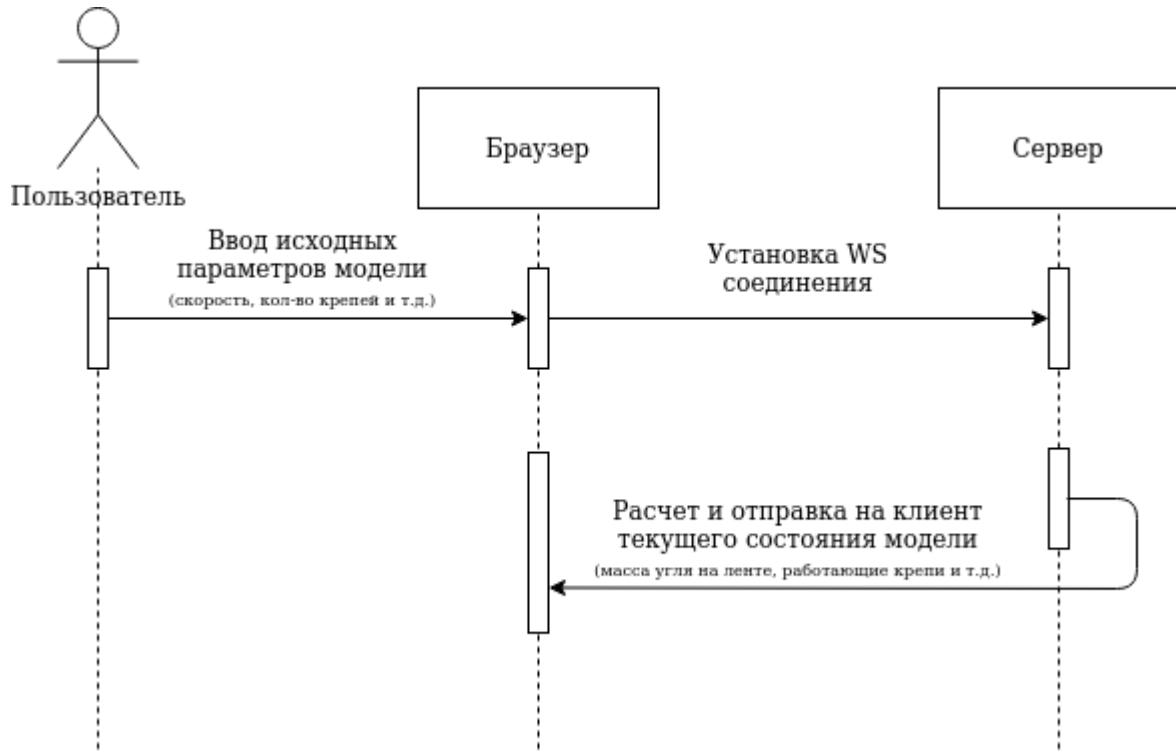 Браузер
Сервер
Пользователь
Ввод исходных
параметров модели
(скорость, кол-во крепей и т.д.)
Установка WS
соединения
Расчет и отправка на клиент
текущего состояния модели
(масса угля на ленте, работающие крепи и т.д.)